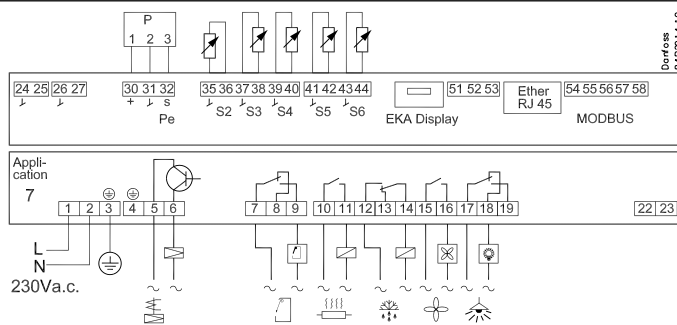 P
1 2 3
Danfoss
24 25 26 27 30 31 32 35 36 37 38 39 40 41 42 43 44 51 52 53 Ether 54 55 56 57 58
RJ 45
+ s S2 S3 S4 S5 S6
Pe EKA Display MODBUS
Appli-
cation
7
1 2 3 4 5 6 7 8 9 10 11 12 13 14 15 16 17 18 19 22 23
L
N
230Va.c.